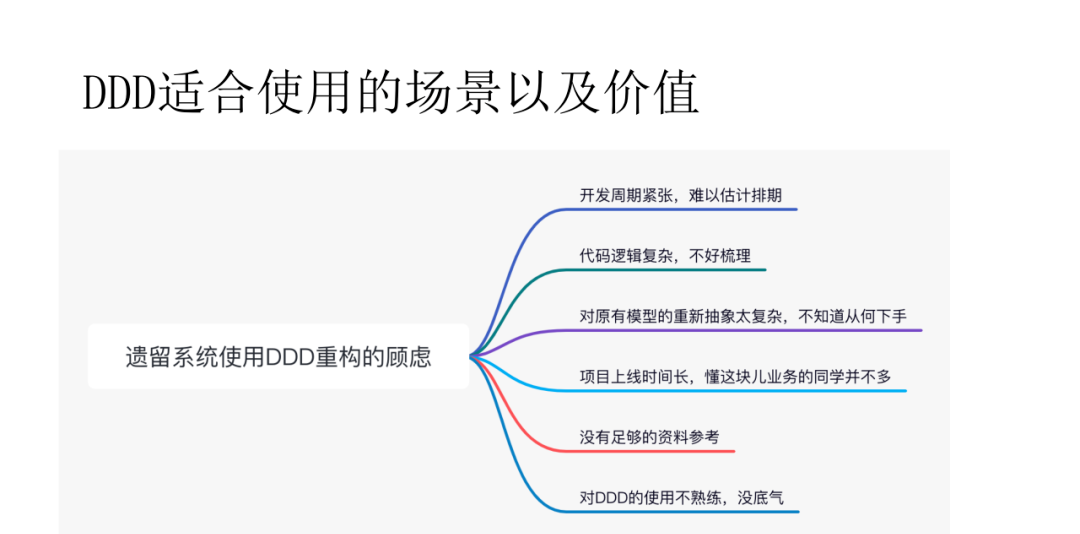 DDD适合使用的场景以及价值
遗留系统使用DDD重构的顾虑
开发周期紧张，难以估计排期
代码逻辑复杂，不好梳理
对原有模型的重新抽象太复杂，不知道从何下手
项目上线时间长，懂这块儿业务的同学并不多
没有足够的资料参考
对DDD的使用不熟练，没底气